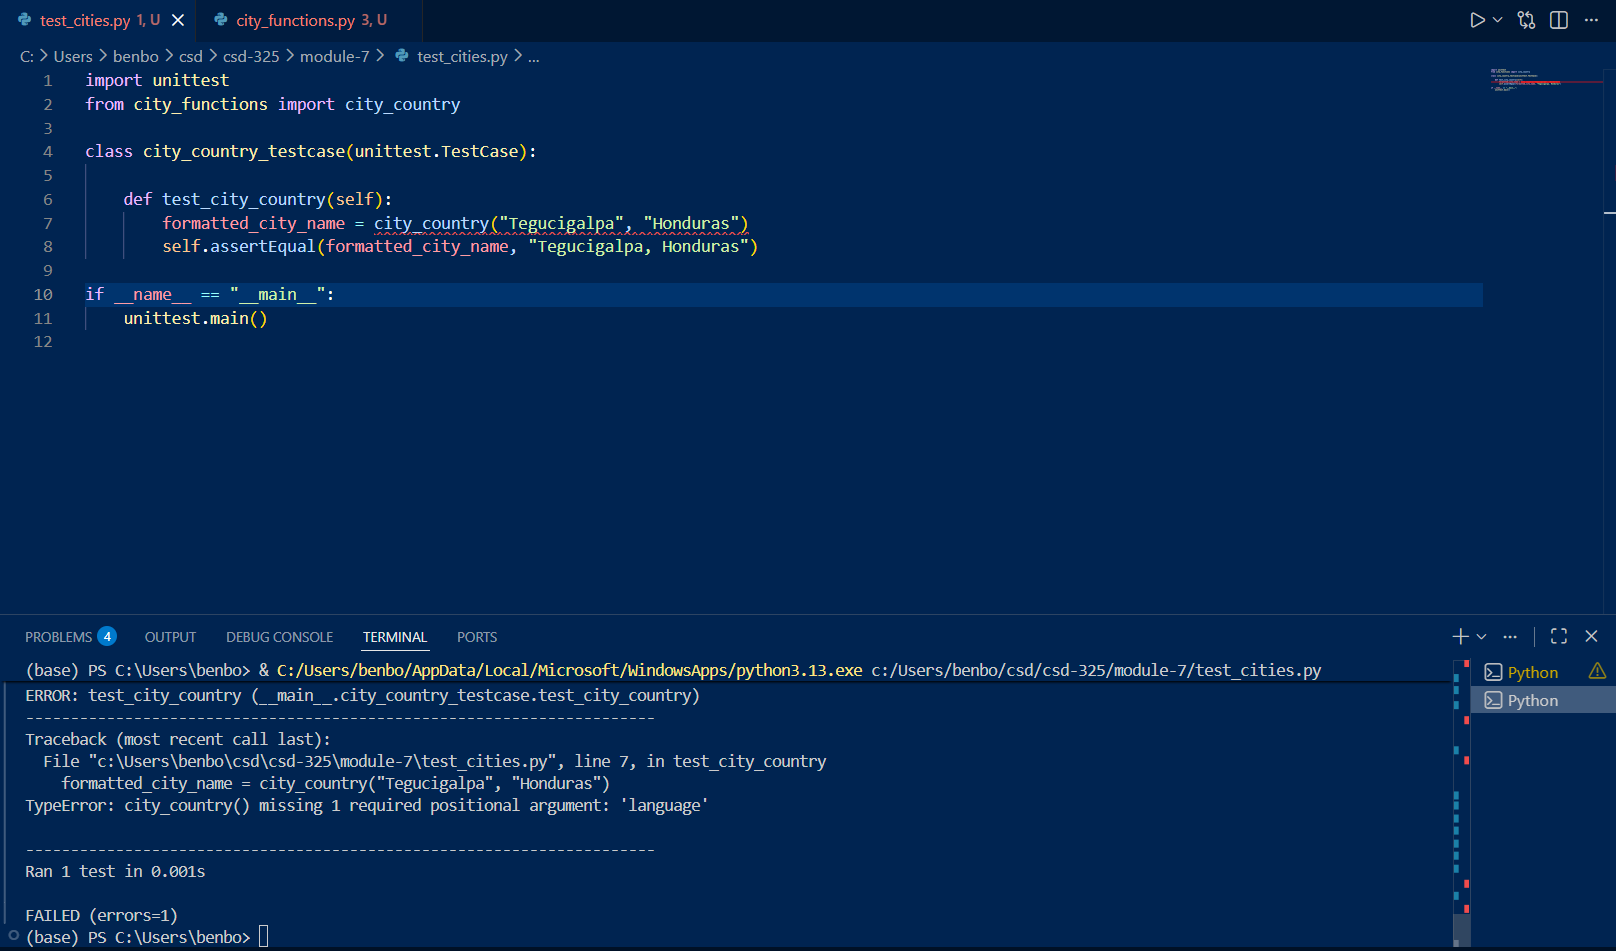 test_cities.py 1, U
city_functions.py 3, U
C: > Users > benbo > csd > csd-325 > module-7 > test_cities.py > ...
1 import unittest
2 from city_functions import city_country
3
4 class city_country_testcase(unittest.TestCase):
5
6 def test_city_country(self):
7 formatted_city_name = city_country("Tegucigalpa", "Honduras")
8 self.assertEqual(formatted_city_name, "Tegucigalpa, Honduras")
9
10 if __name__ == "__main__":
11 unittest.main()
12
PROBLEMS 4 OUTPUT DEBUG CONSOLE TERMINAL PORTS
(base) PS C:\Users\benbo> & C:/Users/benbo/AppData/Local/Microsoft/WindowsApps/python3.13.exe c:/Users/benbo/csd/csd-325/module-7/test_cities.py
ERROR: test_city_country (__main__.city_country_testcase.test_city_country)
----------------------------------------------------------------------
Traceback (most recent call last):
File "c:\Users\benbo\csd\csd-325\module-7\test_cities.py", line 7, in test_city_country
formatted_city_name = city_country("Tegucigalpa", "Honduras")
TypeError: city_country() missing 1 required positional argument: 'language'
----------------------------------------------------------------------
Ran 1 test in 0.001s
FAILED (errors=1)
(base) PS C:\Users\benbo>
Python
Python